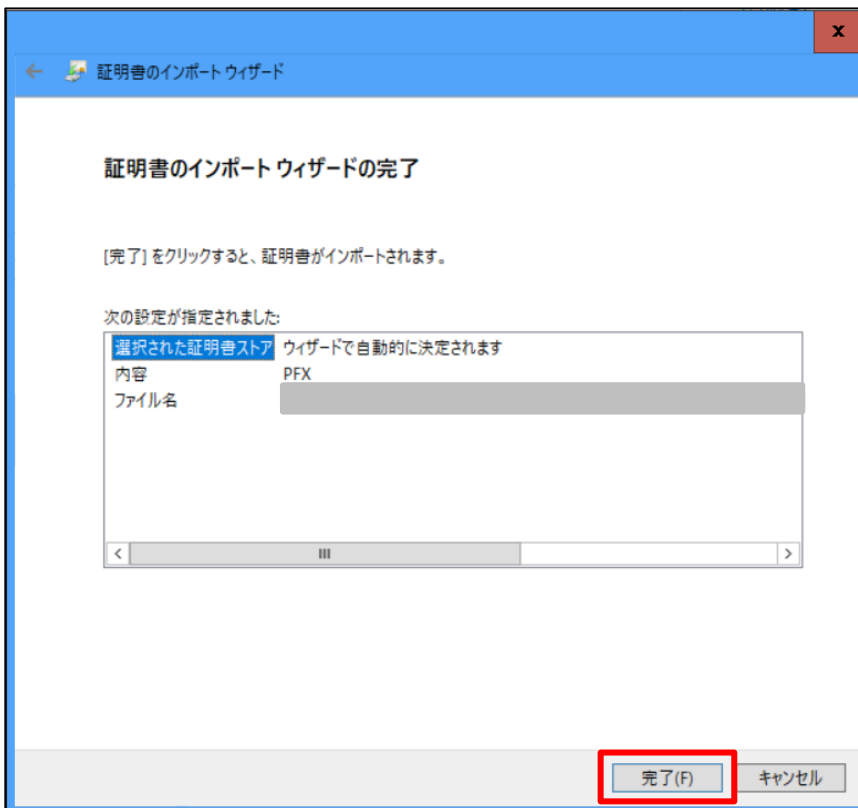 x
証明書のインポート ウィザード
証明書のインポート ウィザードの完了
[完了] をクリックすると、証明書がインポートされます。
次の設定が指定されました:
選択された証明書ストア ウィザードで自動的に決定されます
内容 PFX
ファイル名
完了(F) キャンセル